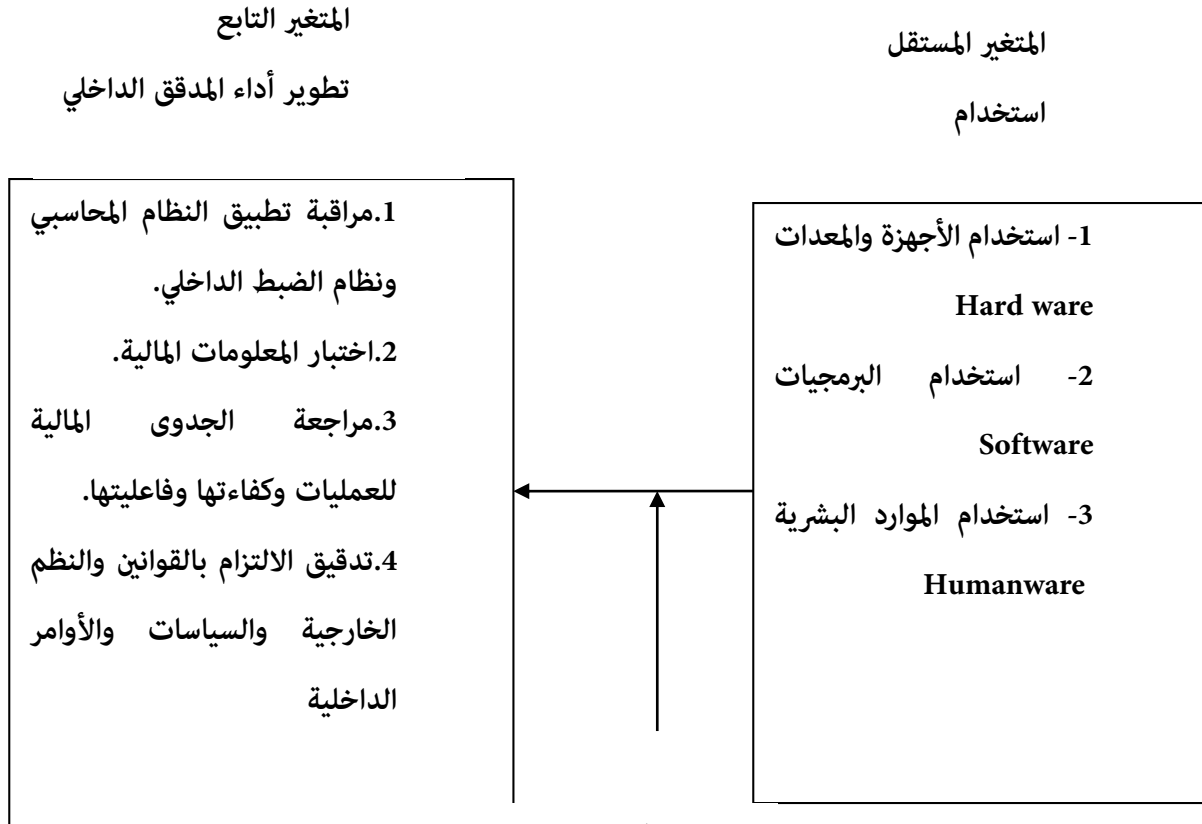 المتغير المستقل
استخدام
1- استخدام الأجهزة والمعدات
Hard ware
2- استخدام البرمجيات
Software
3- استخدام الموارد البشرية
Humanware
المتغير التابع
تطوير أداء المدقق الداخلي
1.مراقبة تطبيق النظام المحاسبي
ونظام الضبط الداخلي.
2.اختبار المعلومات المالية.
3.مراجعة الجدوى المالية
للعمليات وكفاءتها وفاعليتها.
4.تدقيق الالتزام بالقوانين والنظم
الخارجية والسياسات والأوامر
الداخلية